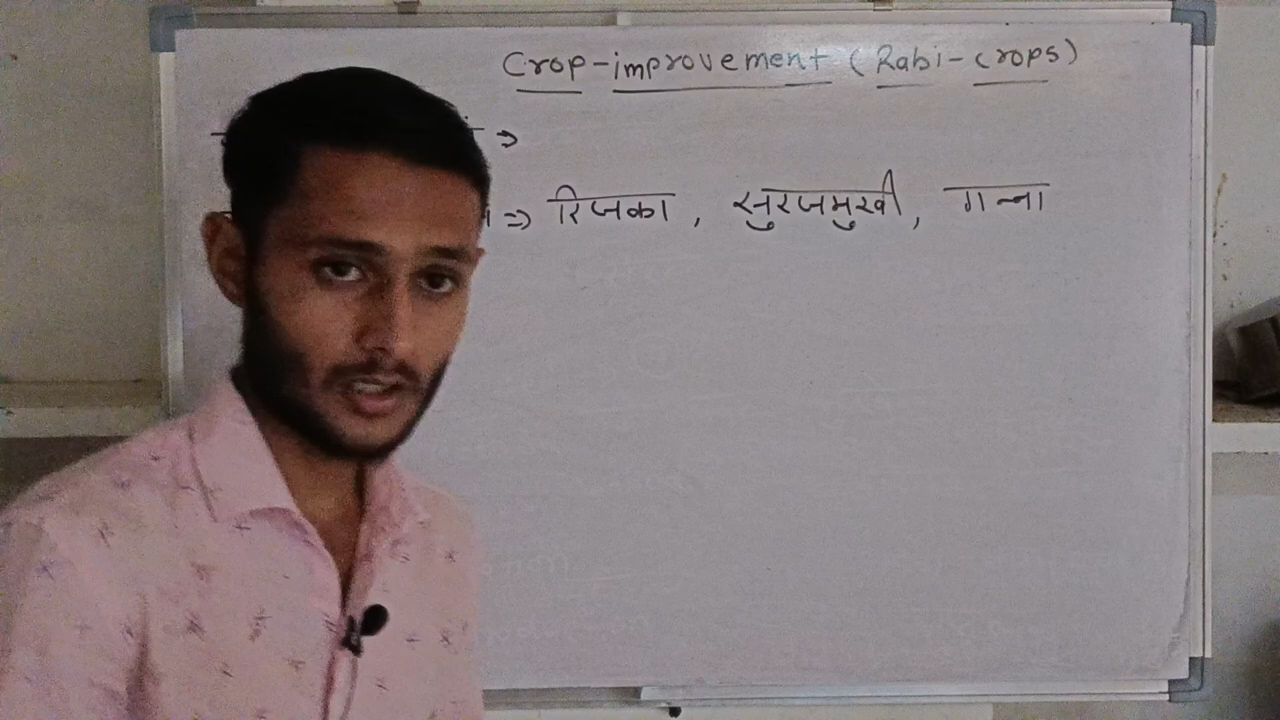 Crop-improvement (Rabi-crops)
⇒
⇒ रिजका, सुरजमुखी, गन्ना